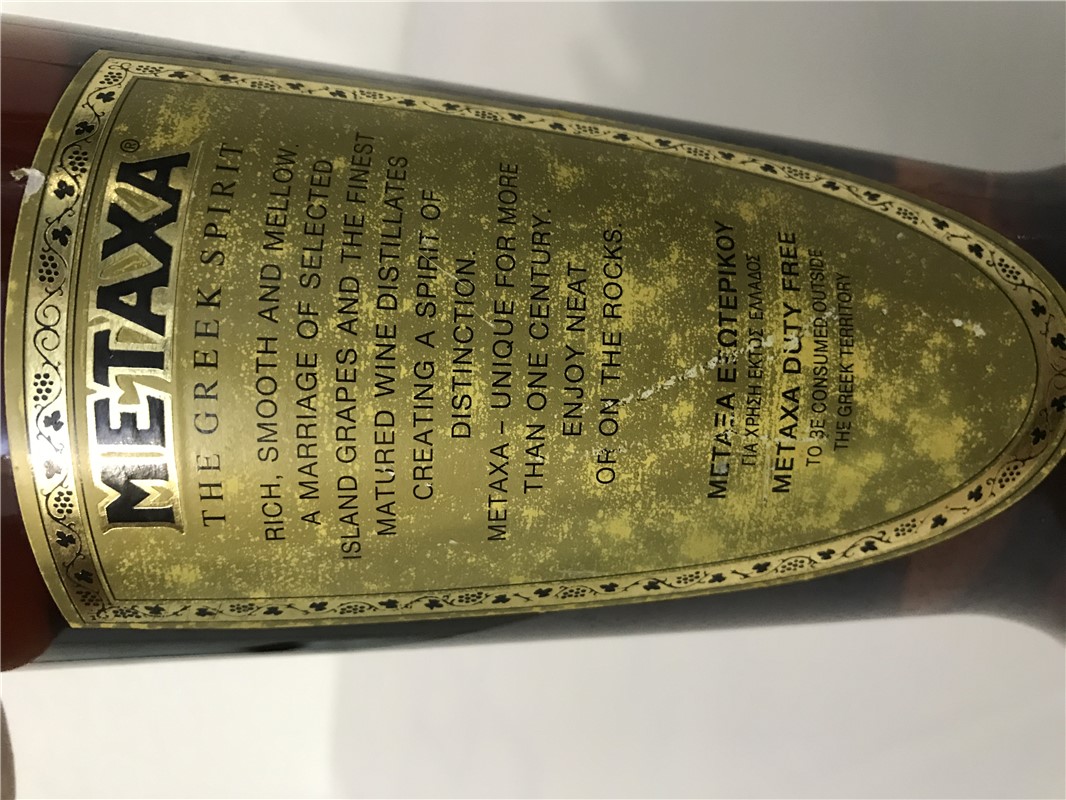 METAXA®
THE GREEK SPIRIT
RICH, SMOOTH AND MELLOW.
A MARRIAGE OF SELECTED
ISLAND GRAPES AND THE FINEST
MATURED WINE DISTILLATES
CREATING A SPIRIT OF
DISTINCTION.
METAXA – UNIQUE FOR MORE
THAN ONE CENTURY.
ENJOY NEAT
OR ON THE ROCKS.
ΜΕΤΑΞΑ ΕΞΩΤΕΡΙΚΟΥ
ΓΙΑ ΧΡΗΣΗ ΕΚΤΟΣ ΕΛΛΑΔΟΣ
METAXA DUTY FREE
TO BE CONSUMED OUTSIDE
THE GREEK TERRITORY